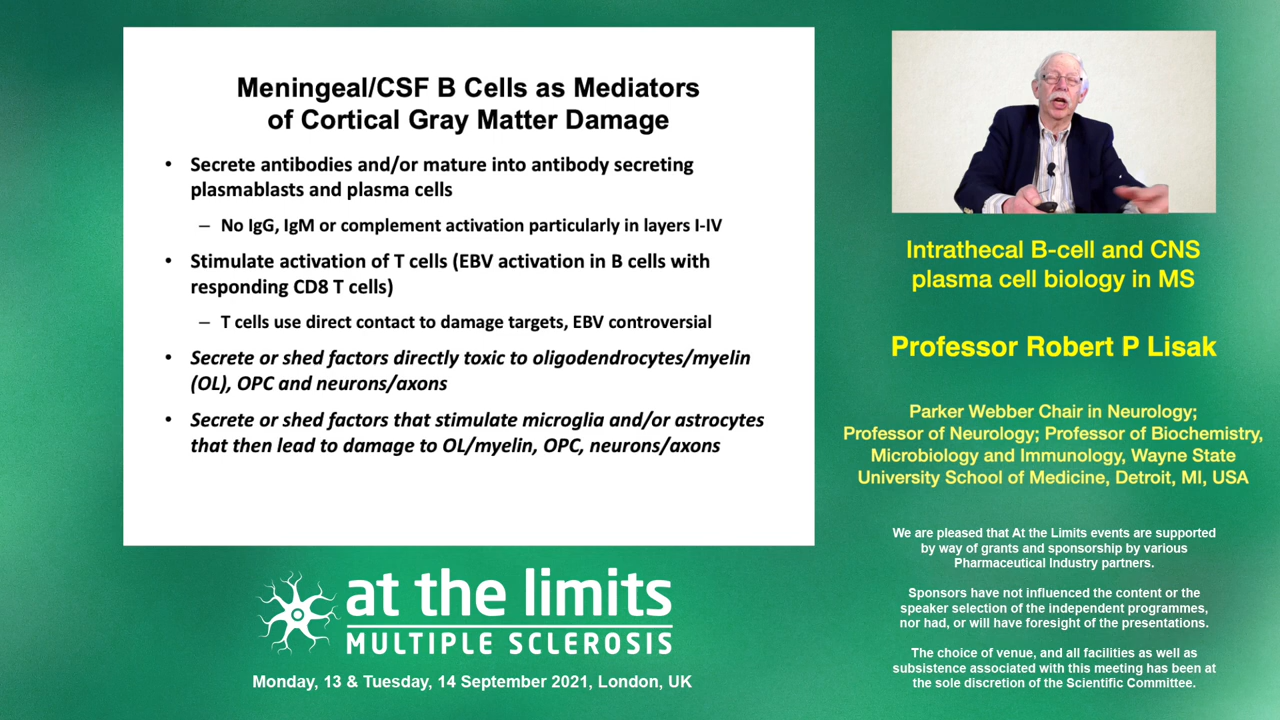 Meningeal/CSF B Cells as Mediators
of Cortical Gray Matter Damage
• Secrete antibodies and/or mature into antibody secreting
plasmablasts and plasma cells
– No IgG, IgM or complement activation particularly in layers I-IV
• Stimulate activation of T cells (EBV activation in B cells with
responding CD8 T cells)
– T cells use direct contact to damage targets, EBV controversial
• Secrete or shed factors directly toxic to oligodendrocytes/myelin
(OL), OPC and neurons/axons
• Secrete or shed factors that stimulate microglia and/or astrocytes
that then lead to damage to OL/myelin, OPC, neurons/axons
at the limits
MULTIPLE SCLEROSIS
Monday, 13 & Tuesday, 14 September 2021, London, UK
Intrathecal B-cell and CNS
plasma cell biology in MS
Professor Robert P Lisak
Parker Webber Chair in Neurology;
Professor of Neurology; Professor of Biochemistry,
Microbiology and Immunology, Wayne State
University School of Medicine, Detroit, MI, USA
We are pleased that At the Limits events are supported
by way of grants and sponsorship by various
Pharmaceutical Industry partners.
Sponsors have not influenced the content or the
speaker selection of the independent programmes,
nor had, or will have foresight of the presentations.
The choice of venue, and all facilities as well as
subsistence associated with this meeting has been at
the sole discretion of the Scientific Committee.